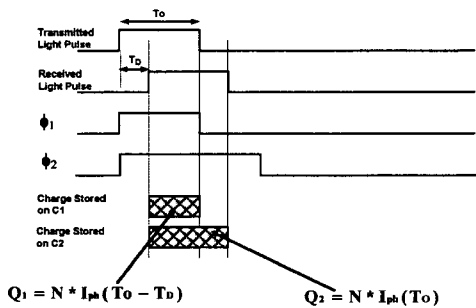 To
Transmitted
Light Pulse
TD
Received
Light Pulse
ϕ1
ϕ2
Charge Stored
on C1
Charge Stored
on C2
Q1 = N * Iph(T0 – TD)
Q2 = N * Iph(To)